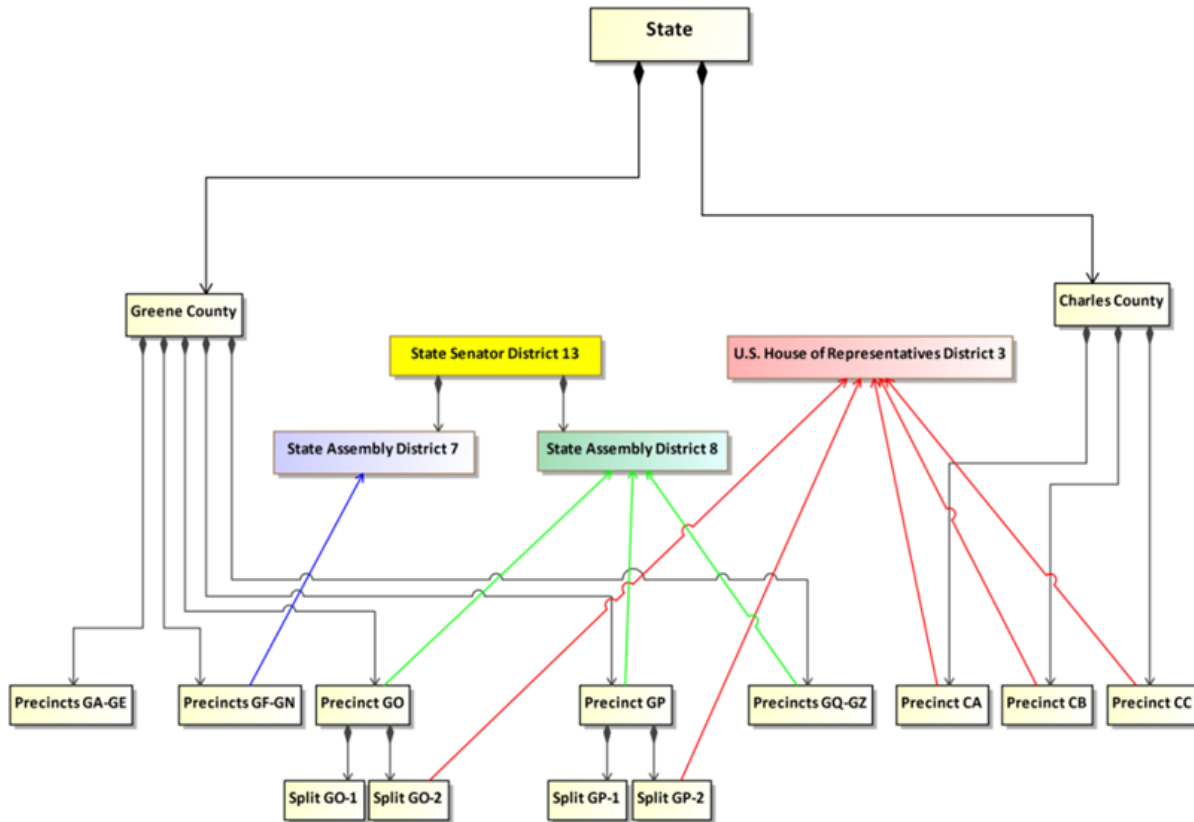 State
Greene County
Charles County
State Senator District 13
U.S. House of Representatives District 3
State Assembly District 7
State Assembly District 8
Precincts GA-GE
Precincts GF-GN
Precinct GO
Precinct GP
Precincts GQ-GZ
Precinct CA
Precinct CB
Precinct CC
Split GO-1
Split GO-2
Split GP-1
Split GP-2